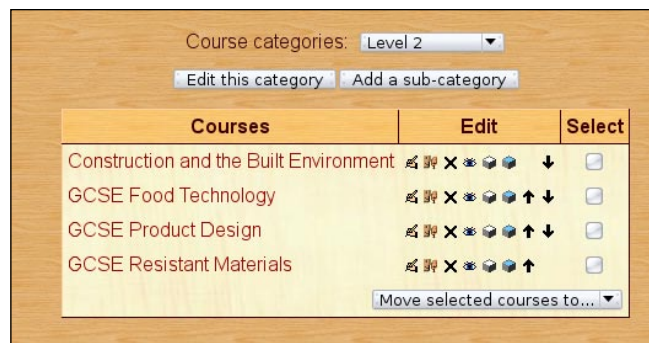 Course categories: Level 2
Edit this category Add a sub-category
Courses Edit Select
Construction and the Built Environment
GCSE Food Technology
GCSE Product Design
GCSE Resistant Materials
Move selected courses to...